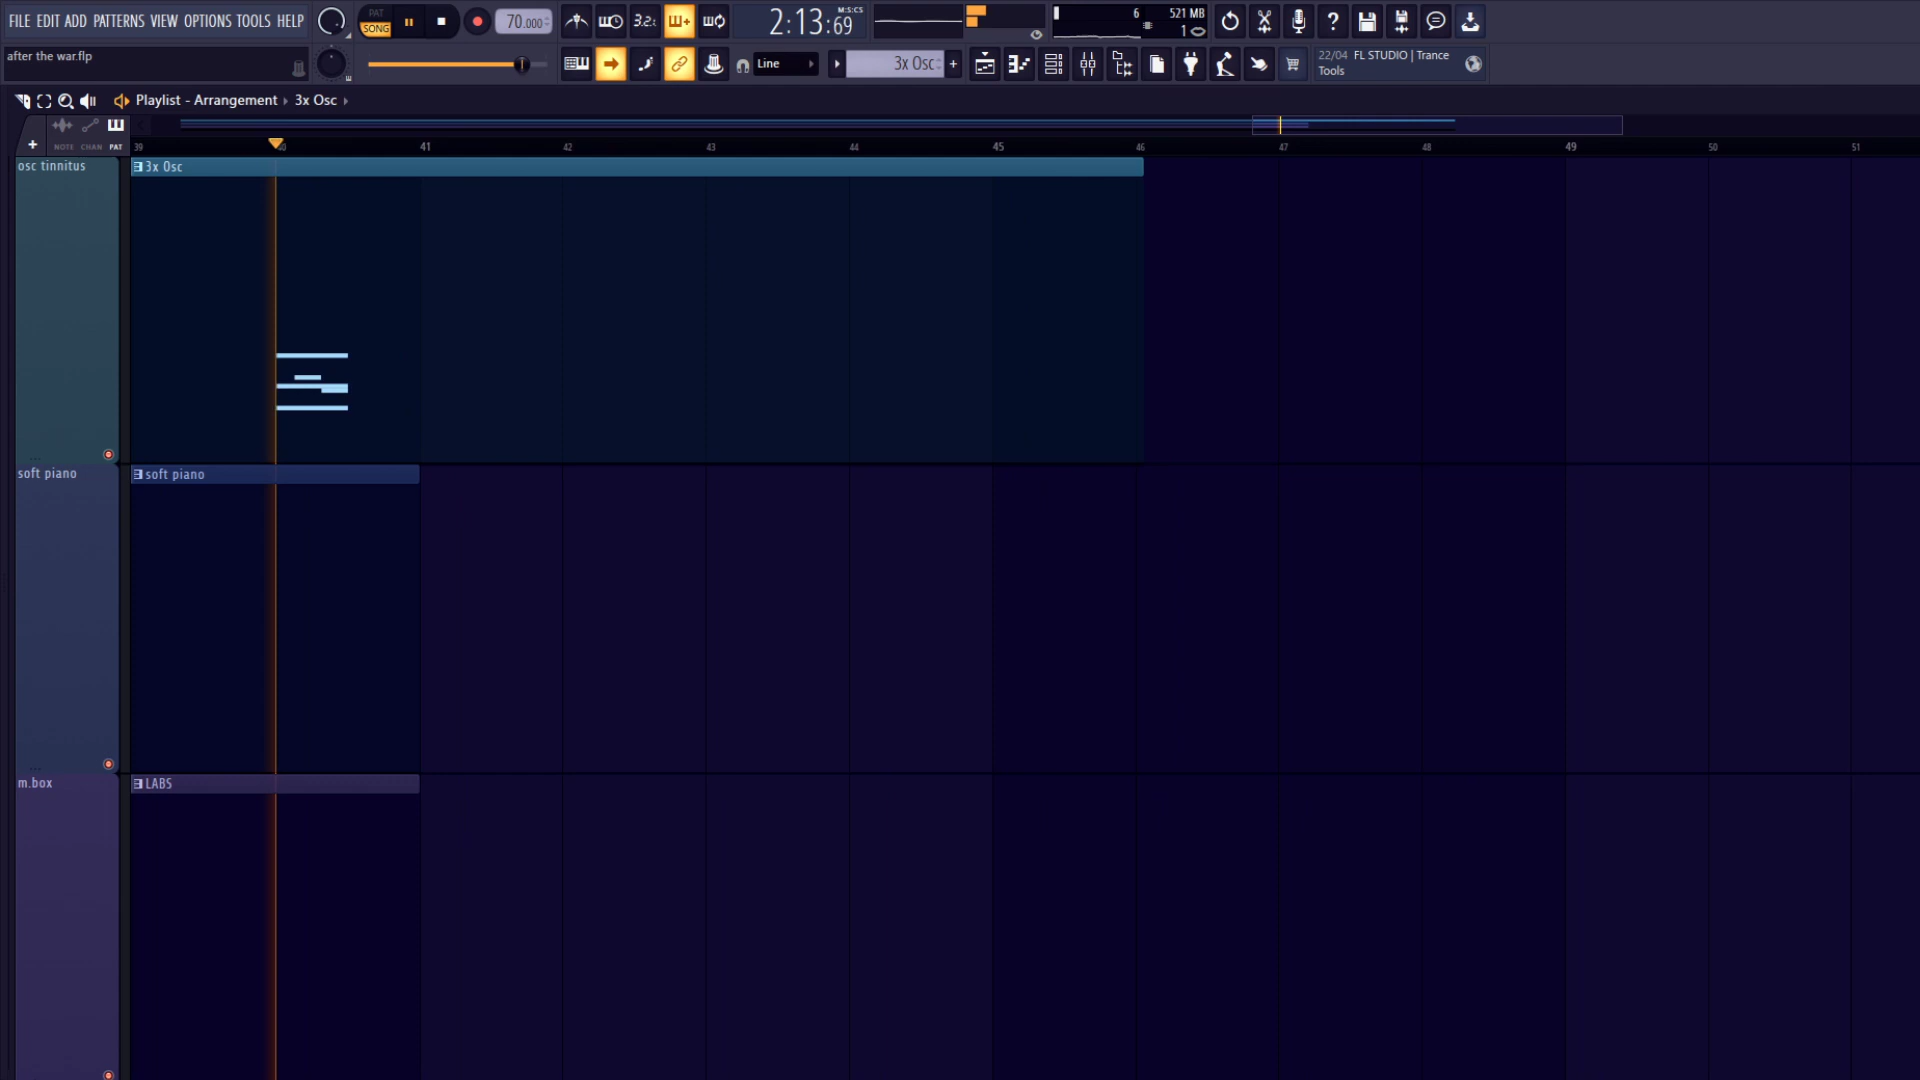 FILE EDIT ADD PATTERNS VIEW OPTIONS TOOLS HELP
PAT
SONG
70.000
3.2
2:13:69
M:S:CS
6
521 MB
1
after the war.flp
Line
3x Osc
22/04 FL STUDIO | Trance
Tools
Playlist - Arrangement 3x Osc
NOTE CHAN PAT
39 40 41 42 43 44 45 46 47 48 49 50 51
osc tinnitus
3x Osc
soft piano
soft piano
m.box
LABS